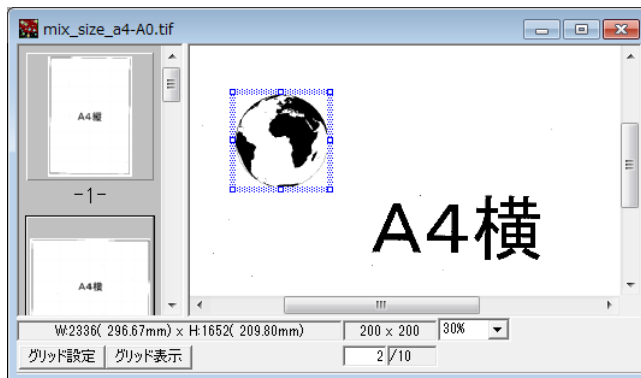 mix_size_a4-A0.tif
A4縦
-1-
A4横
A4横
W:2336( 296.67mm) x H:1652( 209.80mm)
200 x 200
30%
グリッド設定
グリッド表示
2 /10